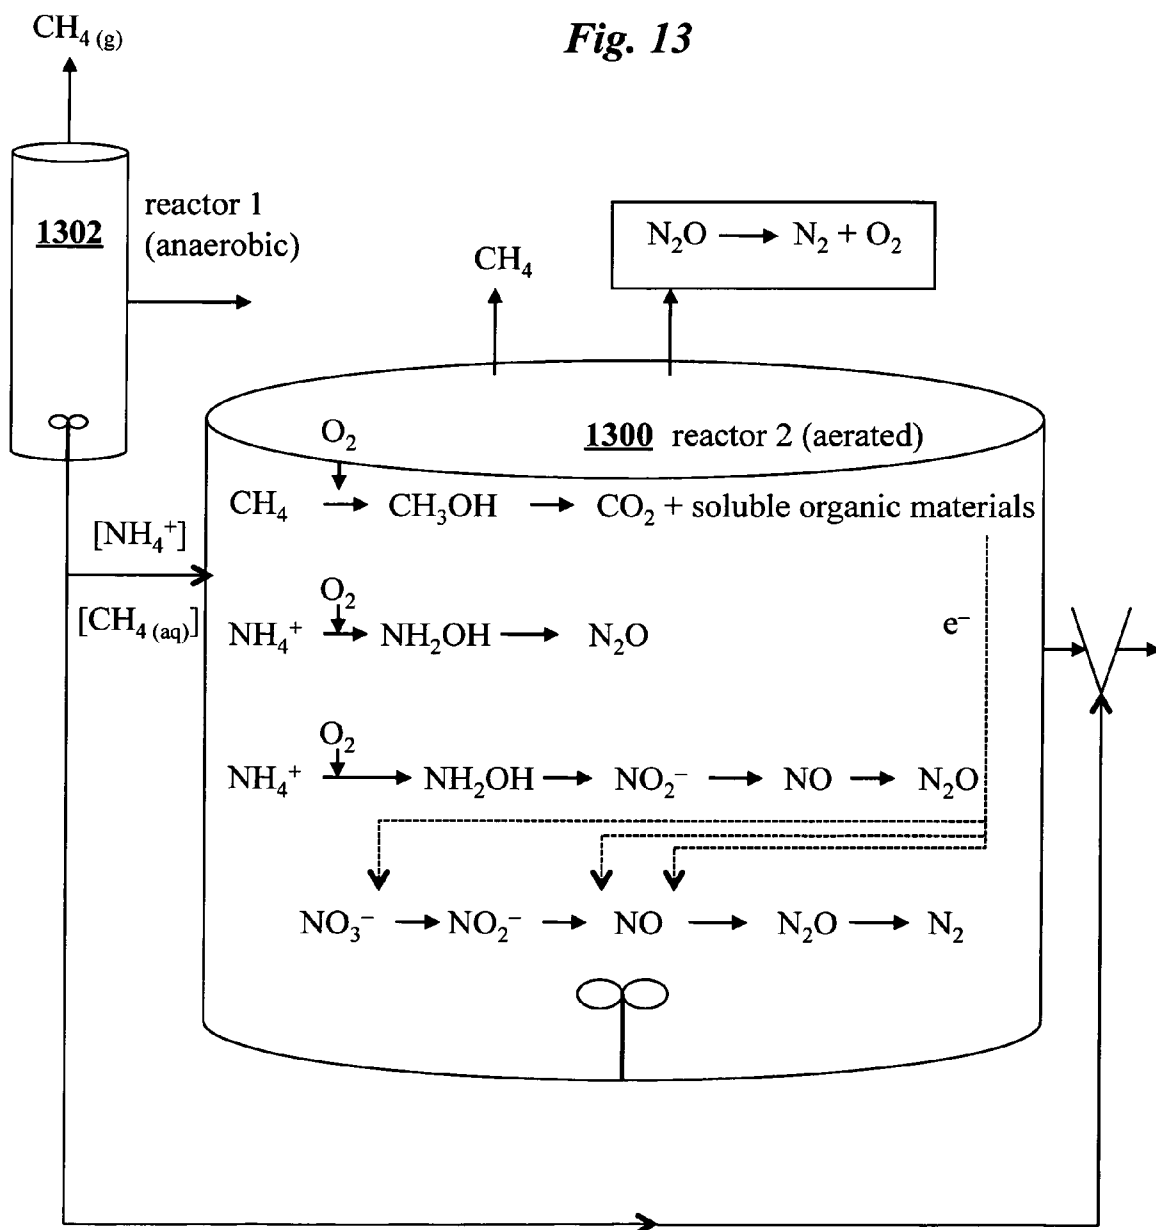 CH₄ (g)
Fig. 13
1302
reactor 1
(anaerobic)
CH₄
N₂O → N₂ + O₂
1300 reactor 2 (aerated)
O₂
CH₄ → CH₃OH → CO₂ + soluble organic materials
[NH₄⁺]
[CH₄ (aq)]
O₂
NH₄⁺ → NH₂OH → N₂O
e⁻
O₂
NH₄⁺ → NH₂OH → NO₂⁻ → NO → N₂O
NO₃⁻ → NO₂⁻ → NO → N₂O → N₂